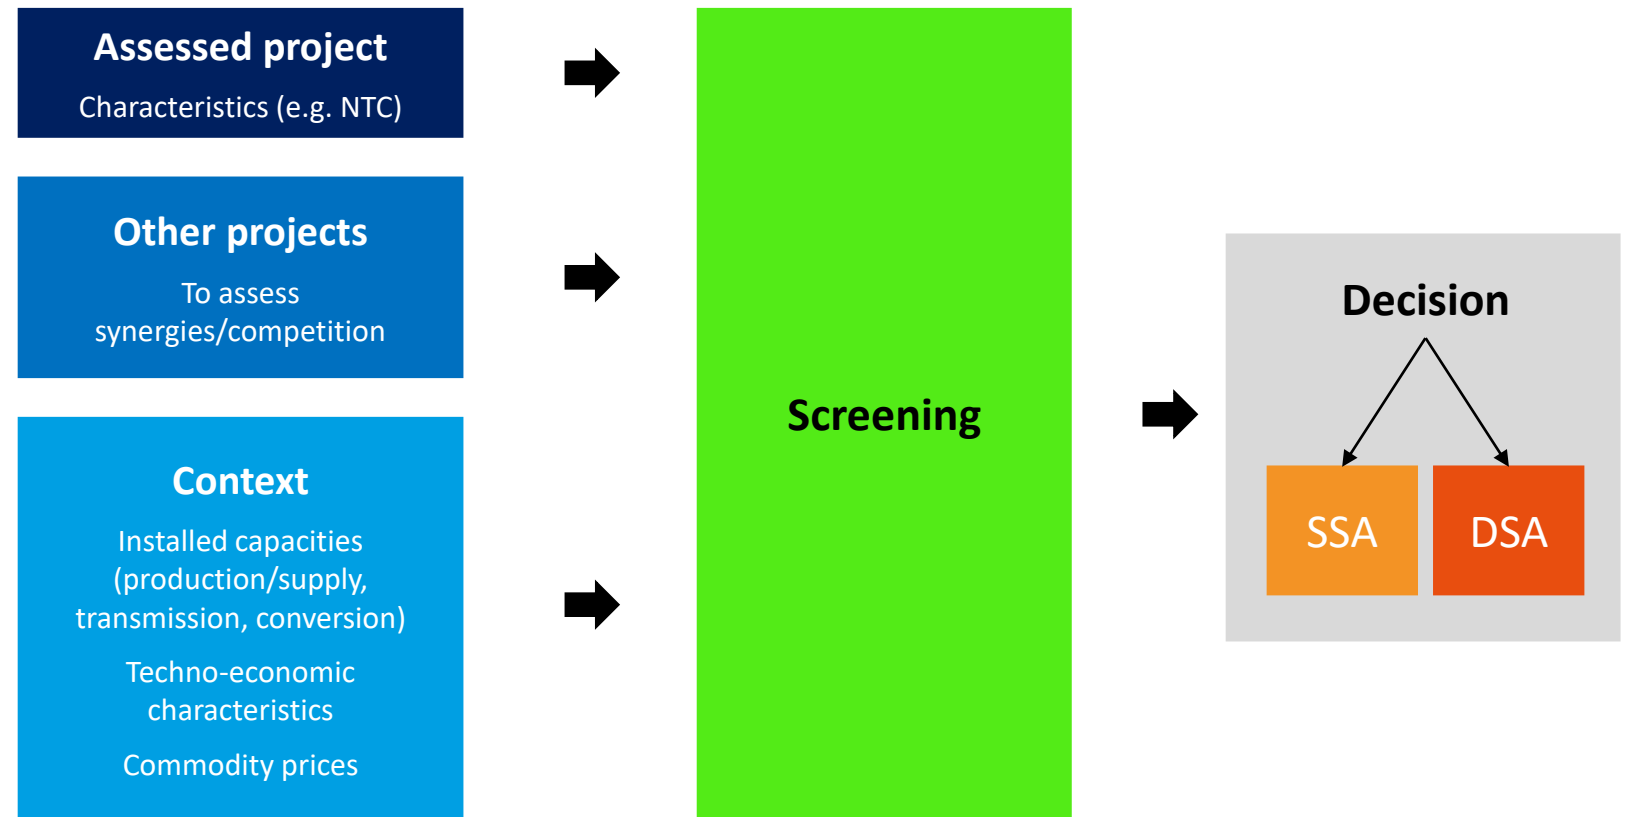 Assessed project
Characteristics (e.g. NTC)
Other projects
To assess
synergies/competition
Context
Installed capacities
(production/supply,
transmission, conversion)
Techno-economic
characteristics
Commodity prices
Screening
Decision
SSA
DSA